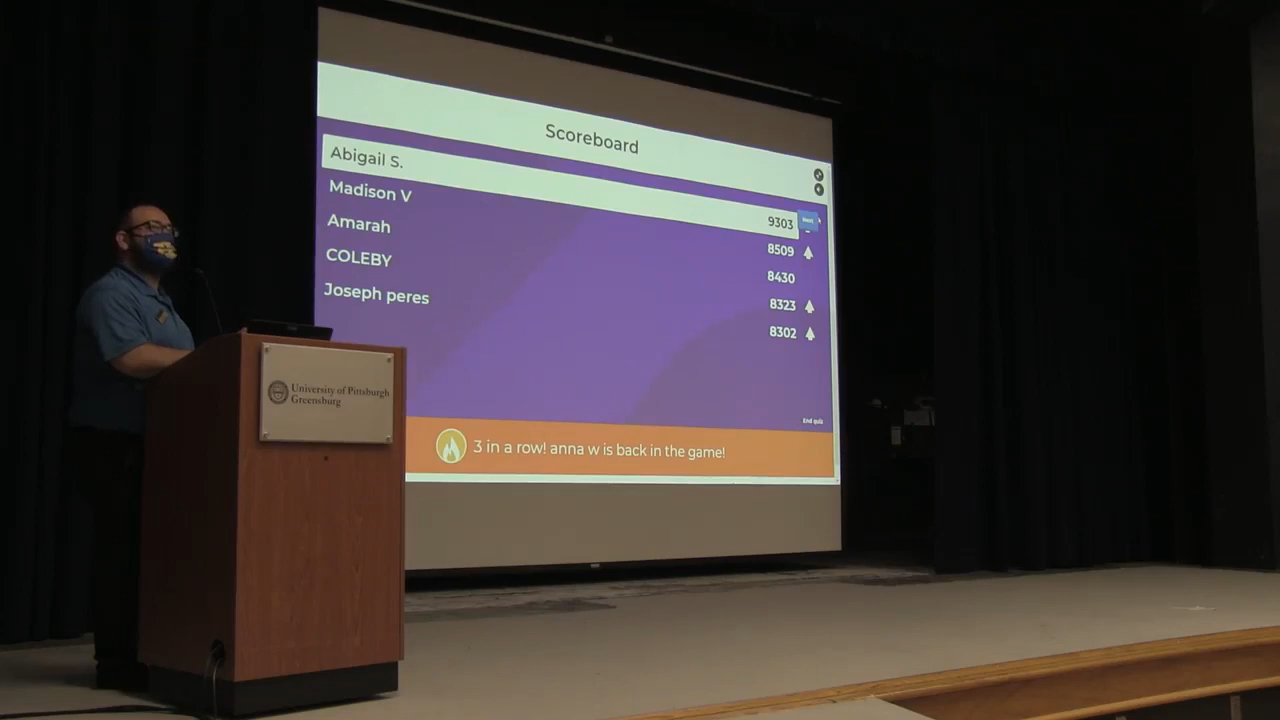 Scoreboard
Abigail S.
9303
Next
Madison V
8509
Amarah
8430
COLEBY
8323
Joseph peres
8302
End quiz
3 in a row! anna w is back in the game!
University of Pittsburgh
Greensburg